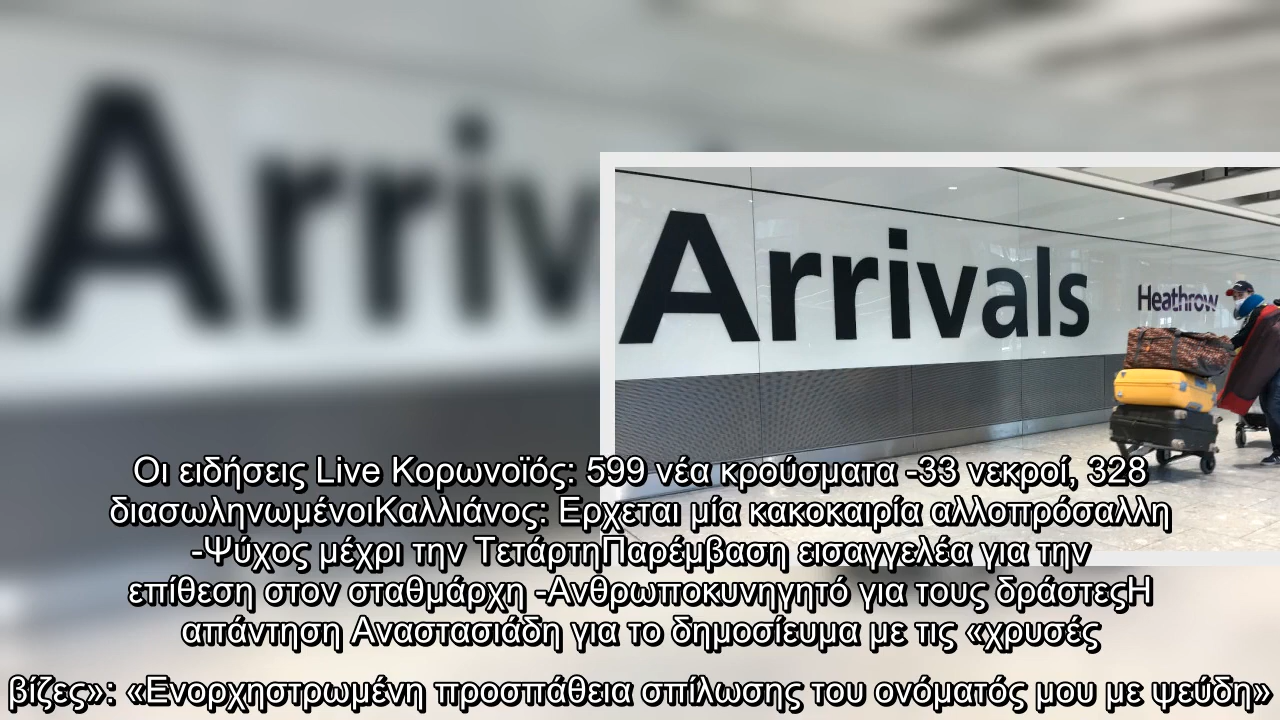 Arriv
Arrivals
Heathrow
Οι ειδήσεις Live Κορωνοϊός: 599 νέα κρούσματα -33 νεκροί, 328
διασωληνωμένοιΚαλλιάνος: Ερχεται μία κακοκαιρία αλλοπρόσαλλη
-Ψύχος μέχρι την ΤετάρτηΠαρέμβαση εισαγγελέα για την
επίθεση στον σταθμάρχη -Ανθρωποκυνηγητό για τους δράστεςΗ
απάντηση Αναστασιάδη για το δημοσίευμα με τις «χρυσές
βίζες»: «Ενορχηστρωμένη προσπάθεια σπίλωσης του ονόματός μου με ψεύδη»